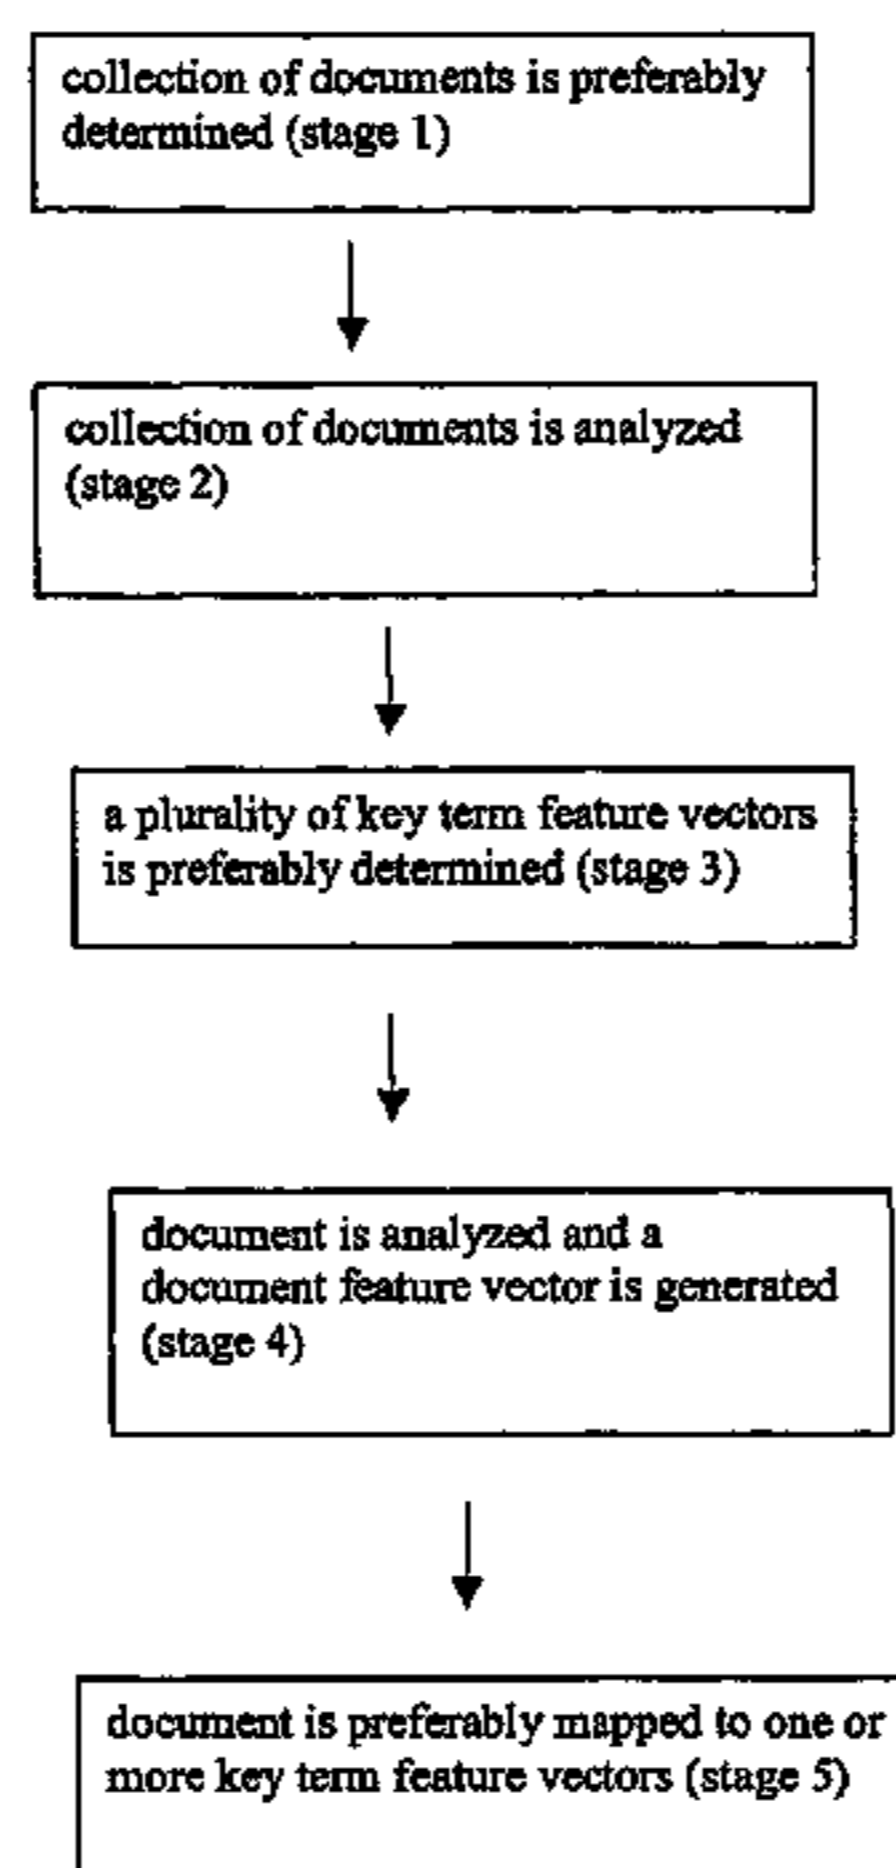 collection of documents is preferably
determined (stage 1)
collection of documents is analyzed
(stage 2)
a plurality of key term feature vectors
is preferably determined (stage 3)
document is analyzed and a
document feature vector is generated
(stage 4)
document is preferably mapped to one or
more key term feature vectors (stage 5)